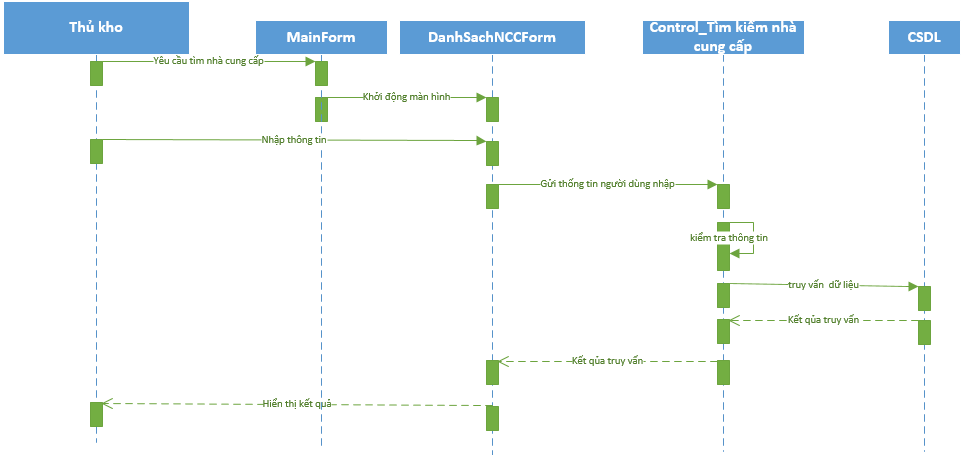 Thủ kho
MainForm
DanhSachNCCForm
Control_Tìm kiếm nhà
cung cấp
CSDL
Yêu cầu tìm nhà cung cấp
Khởi động màn hình
Nhập thông tin
Gửi thống tin người dùng nhập
kiểm tra thông tin
truy vấn dữ liệu
Kết qủa truy vấn
Kết qủa truy vấn
Hiển thị kết quả